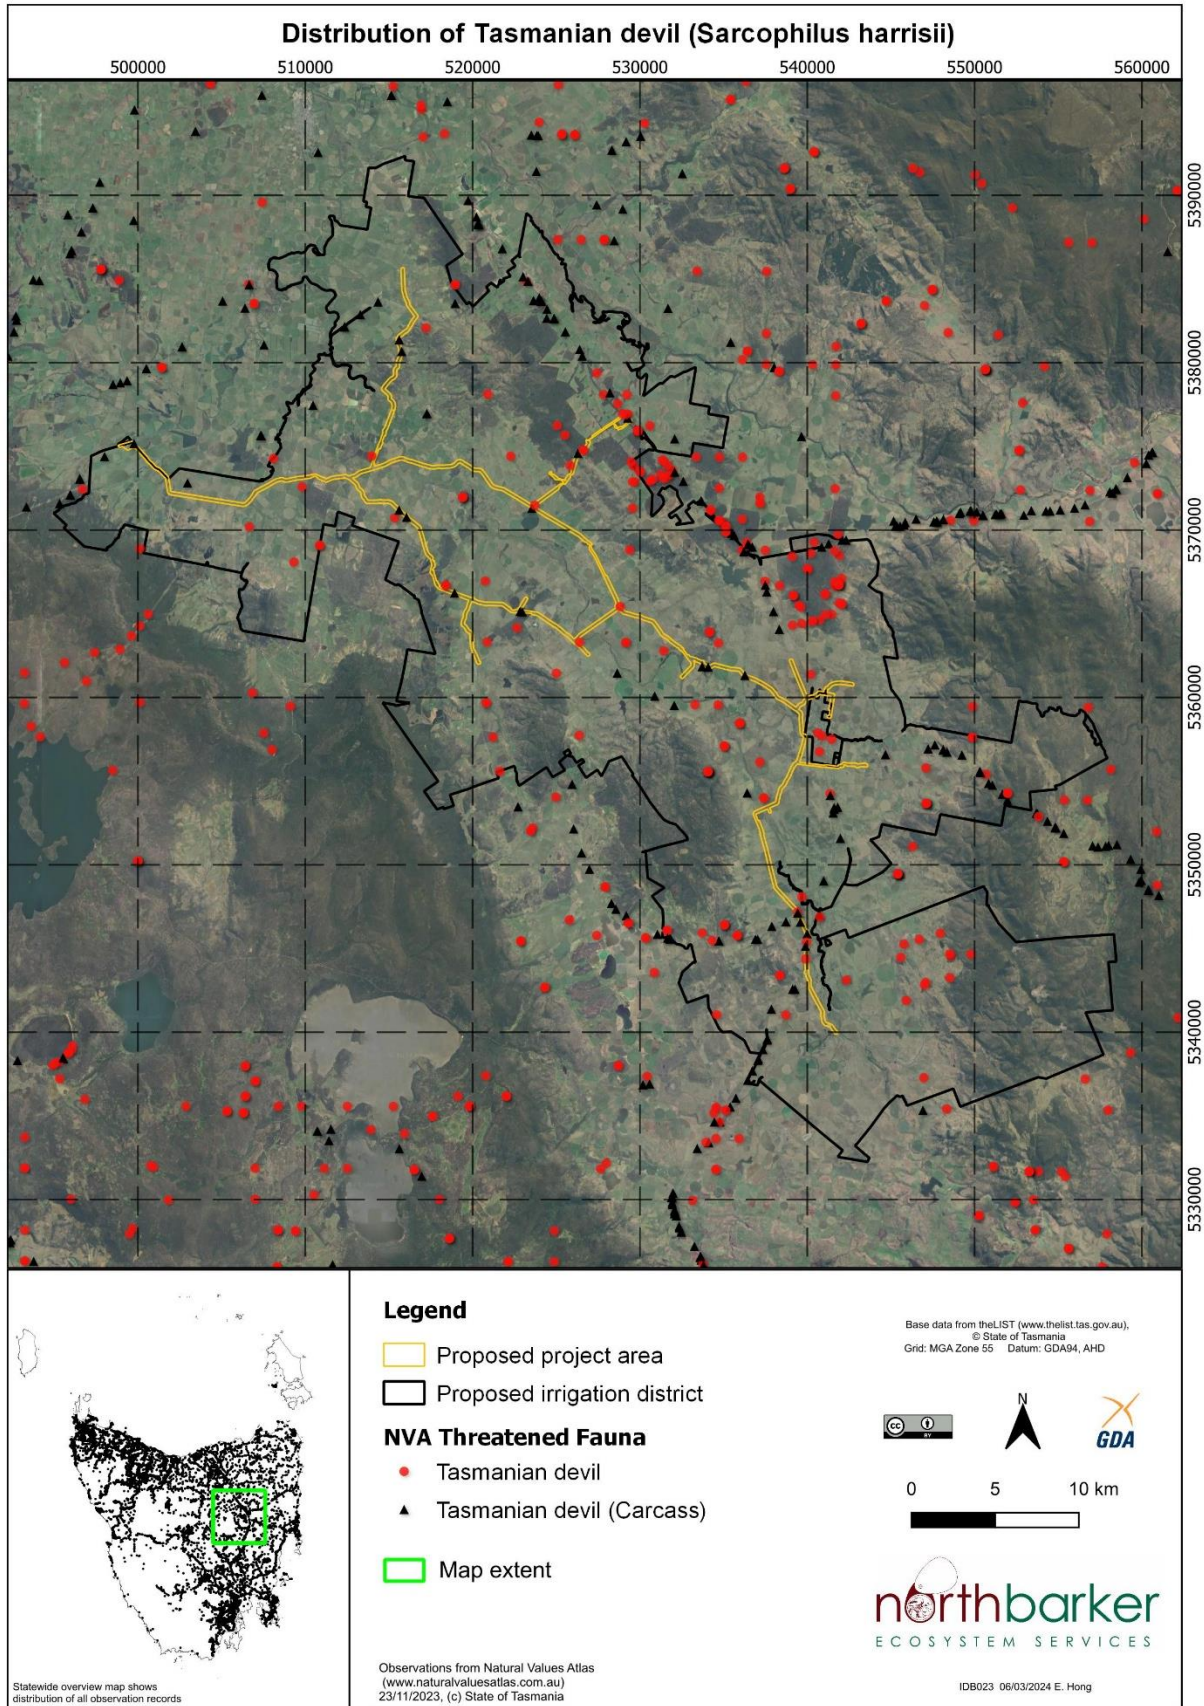 Distribution of Tasmanian devil (Sarcophilus harrisii)
500000 510000 520000 530000 540000 550000 560000
5390000
5380000
5370000
5360000
5350000
5340000
5330000
Legend
Proposed project area
Proposed irrigation district
NVA Threatened Fauna
Tasmanian devil
Tasmanian devil (Carcass)
Map extent
Observations from Natural Values Atlas
(www.naturalvaluesatlas.com.au)
23/11/2023, (c) State of Tasmania
Statewide overview map shows
distribution of all observation records
Base data from theLIST (www.thelist.tas.gov.au),
© State of Tasmania
Grid: MGA Zone 55 Datum: GDA94, AHD
cc BY
N
GDA
0 5 10 km
northbarker
ECOSYSTEM SERVICES
IDB023 06/03/2024 E. Hong